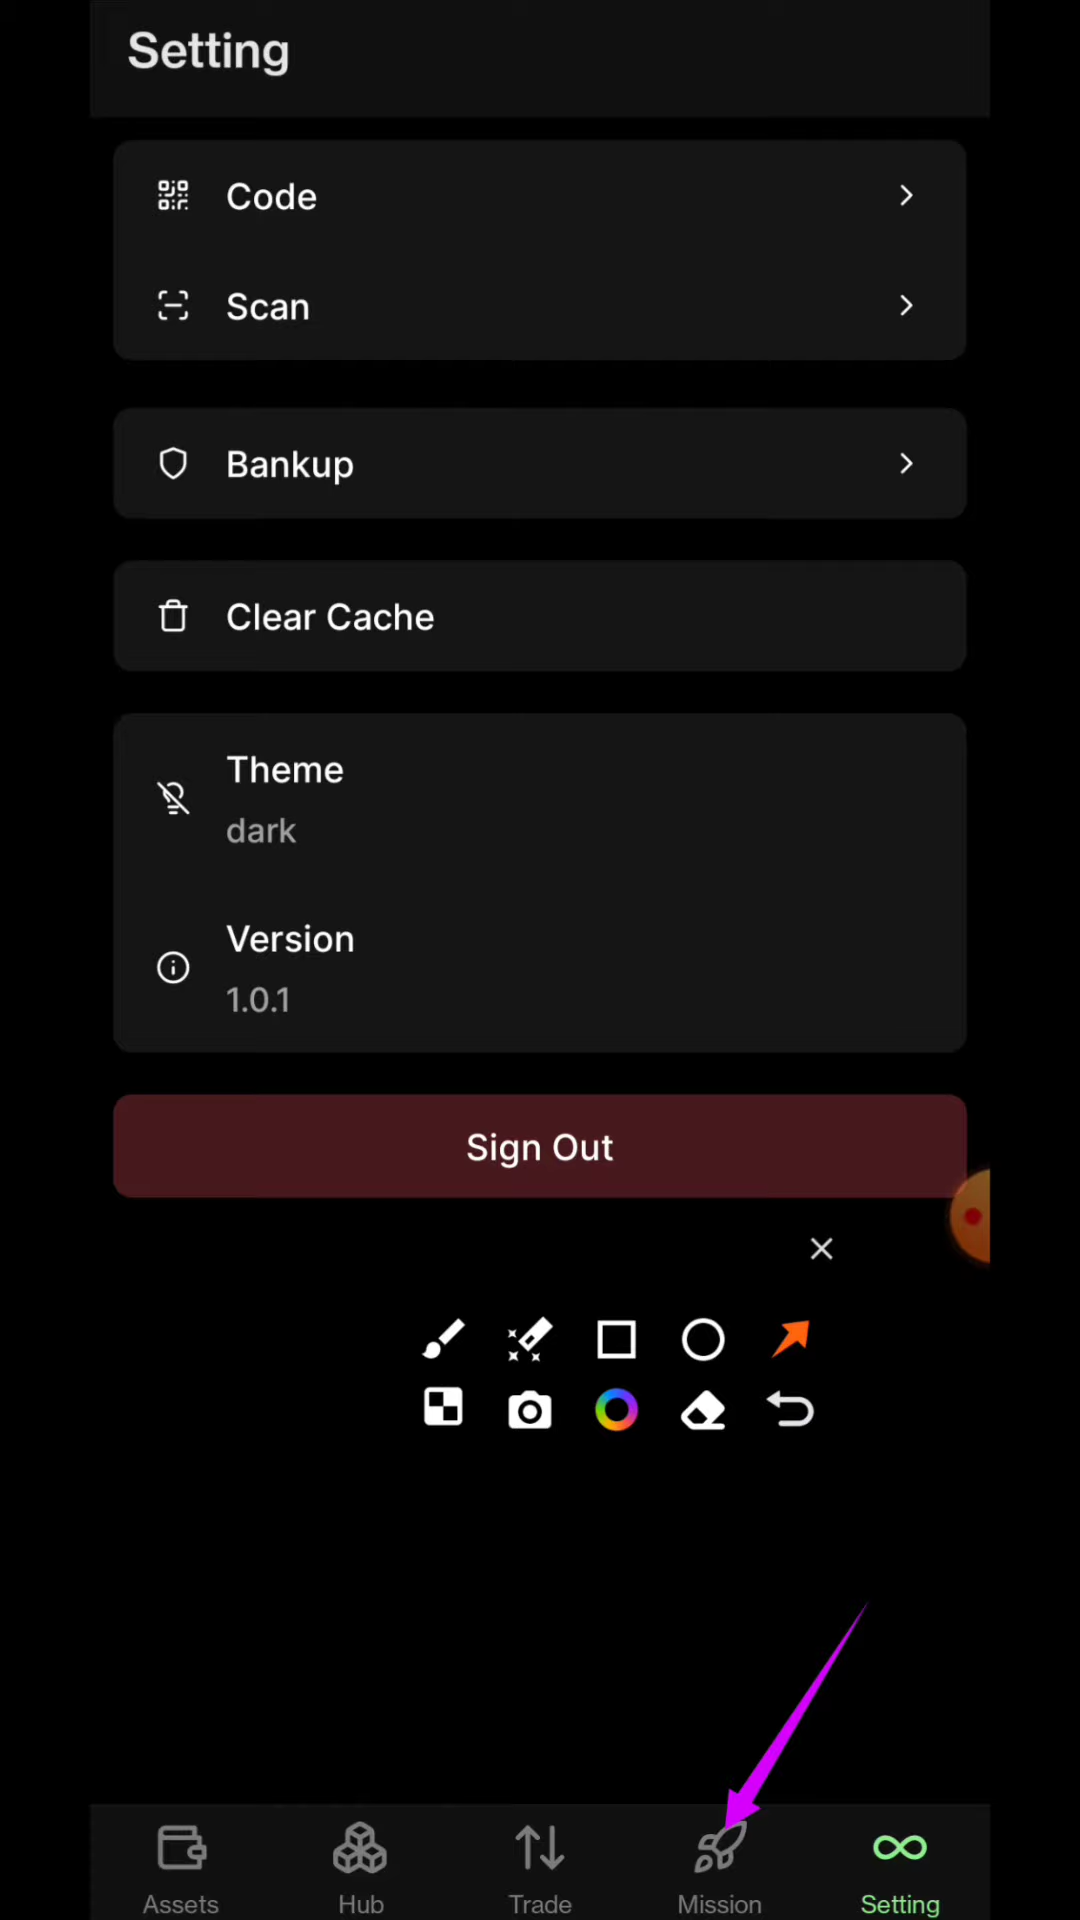 Setting
Code
Scan
Bankup
Clear Cache
Theme
dark
Version
1.0.1
Sign Out
Assets
Hub
Trade
Mission
Setting